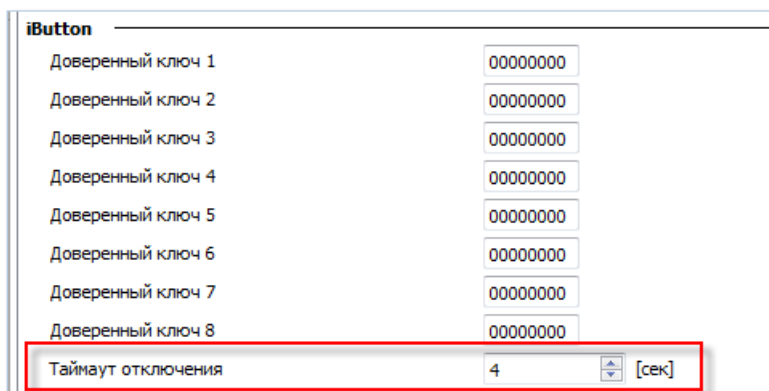 iButton
Доверенный ключ 1 00000000
Доверенный ключ 2 00000000
Доверенный ключ 3 00000000
Доверенный ключ 4 00000000
Доверенный ключ 5 00000000
Доверенный ключ 6 00000000
Доверенный ключ 7 00000000
Доверенный ключ 8 00000000
Таймаут отключения 4 [сек]